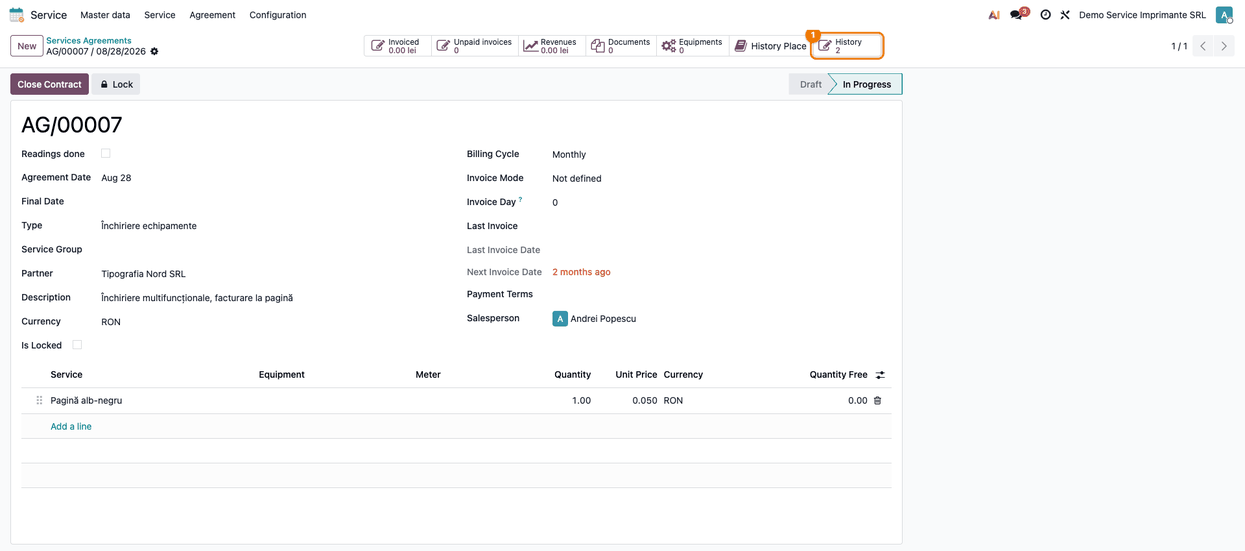 Service Master data Service Agreement Configuration AI 3 Demo Service Imprimante SRL A
New Services Agreements
AG/00007 / 08/28/2026
Invoiced 0.00 lei
Unpaid invoices 0
Revenues 0.00 lei
Documents 0
Equipments 0
History Place
1
History 2
1 / 1
Close Contract Lock Draft In Progress
AG/00007
Readings done
Agreement Date Aug 28
Final Date
Type Închiriere echipamente
Service Group
Partner Tipografia Nord SRL
Description Închiriere multifuncționale, facturare la pagină
Currency RON
Is Locked
Billing Cycle Monthly
Invoice Mode Not defined
Invoice Day ? 0
Last Invoice
Last Invoice Date
Next Invoice Date 2 months ago
Payment Terms
Salesperson A Andrei Popescu
Service Equipment Meter Quantity Unit Price Currency Quantity Free
Pagină alb-negru 1.00 0.050 RON 0.00
Add a line